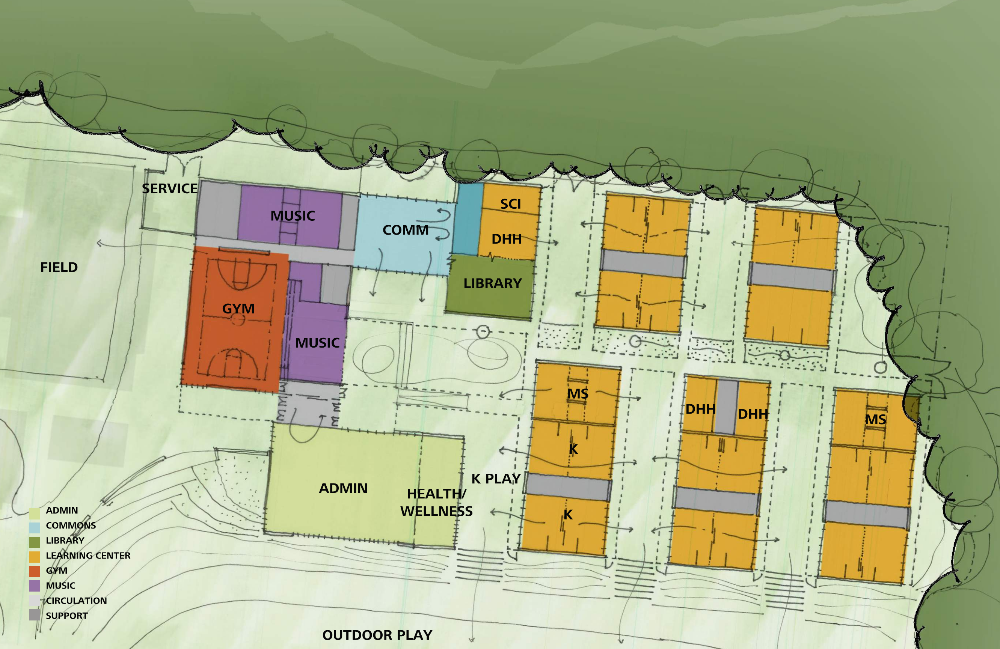 SERVICE
MUSIC
COMM
SCI
DHH
FIELD
LIBRARY
GYM
MUSIC
MS
DHH
DHH
MS
K
K PLAY
ADMIN
HEALTH/
WELLNESS
K
ADMIN
COMMONS
LIBRARY
LEARNING CENTER
GYM
MUSIC
CIRCULATION
SUPPORT
OUTDOOR PLAY